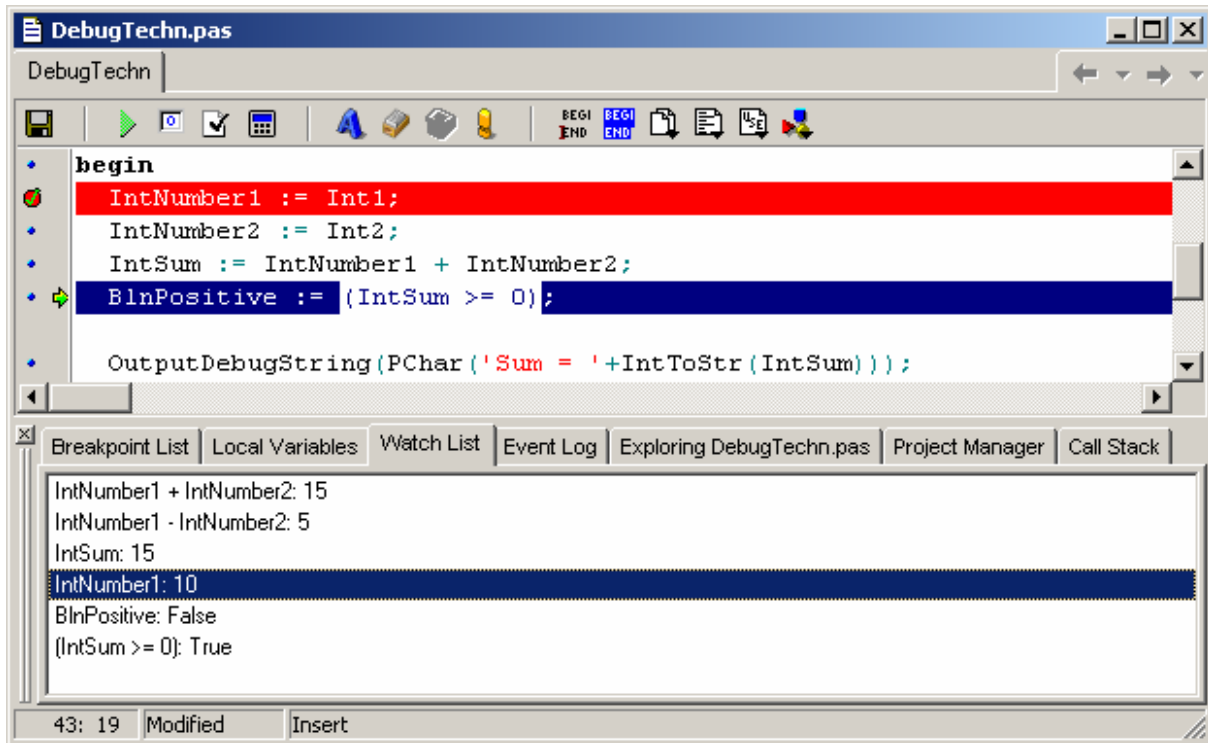 DebugTechn.pas
DebugTechn
BEGI END BEGI END USE
begin
IntNumber1 := Int1;
IntNumber2 := Int2;
IntSum := IntNumber1 + IntNumber2;
BlnPositive := (IntSum >= 0);
OutputDebugString(PChar('Sum = '+IntToStr(IntSum)));
Breakpoint List Local Variables Watch List Event Log Exploring DebugTechn.pas Project Manager Call Stack
IntNumber1 + IntNumber2: 15
IntNumber1 - IntNumber2: 5
IntSum: 15
IntNumber1: 10
BlnPositive: False
(IntSum >= 0): True
43: 19 Modified Insert